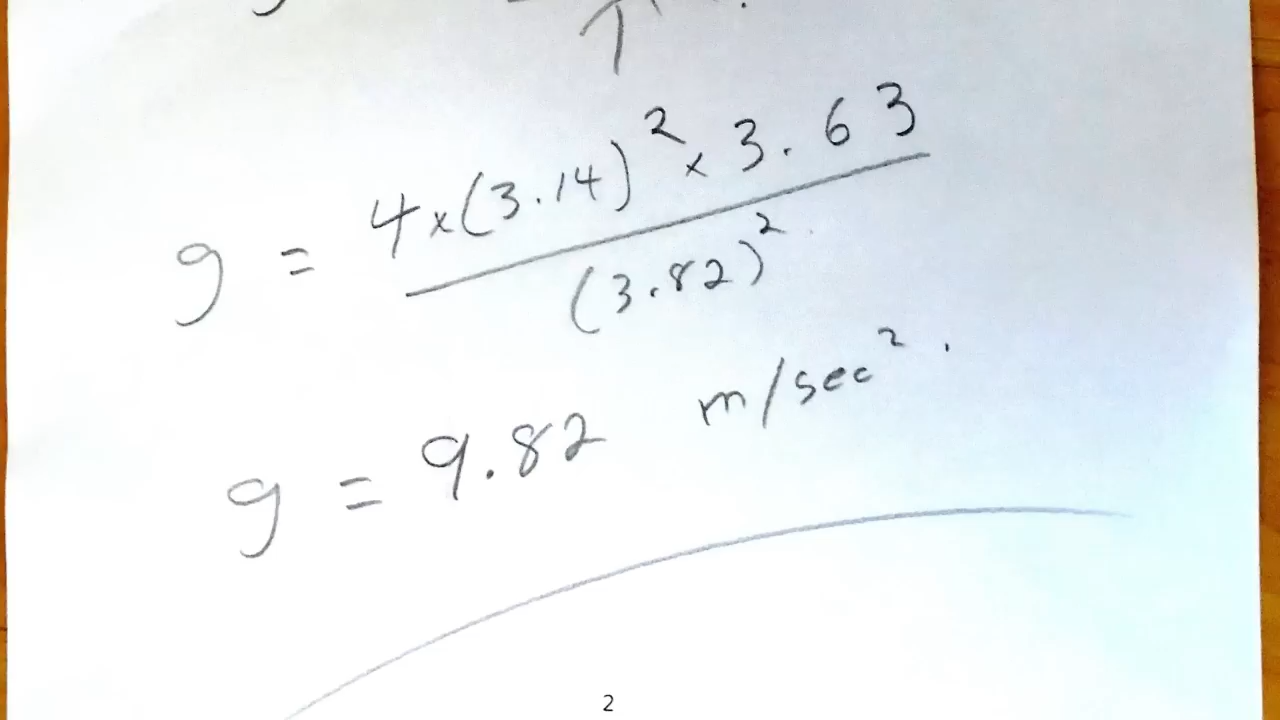 g = 4×(3.14)²×3.63 / (3.82)²
g = 9.82 m/sec².
2